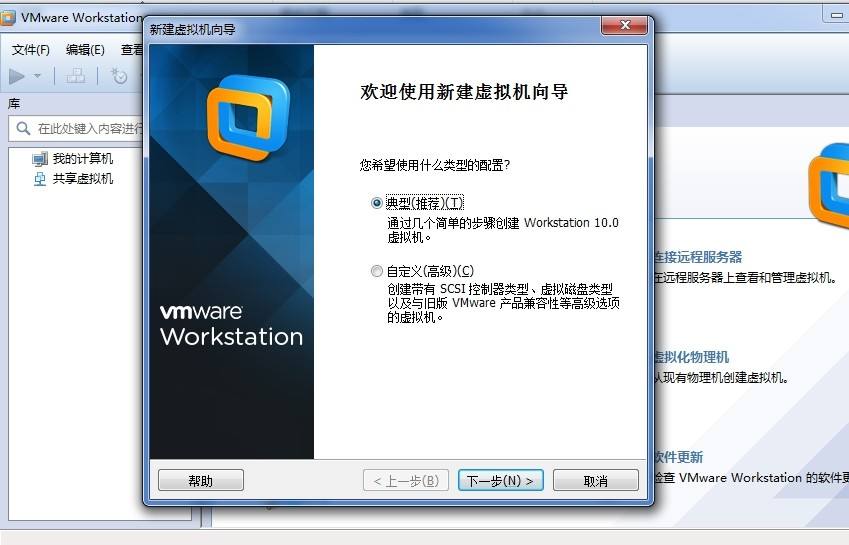 VMware Workstation
新建虚拟机向导
文件(F) 编辑(E) 查看
库
在此处键入内容进行
我的计算机
共享虚拟机
vmware
Workstation
欢迎使用新建虚拟机向导
您希望使用什么类型的配置?
典型(推荐)(T)
通过几个简单的步骤创建 Workstation 10.0
虚拟机。
自定义(高级)(C)
创建带有 SCSI 控制器类型、虚拟磁盘类型
以及与旧版 VMware 产品兼容性等高级选项
的虚拟机。
帮助
< 上一步(B)
下一步(N) >
取消
连接远程服务器
在远程服务器上查看和管理虚拟机。
虚拟化物理机
从现有物理机创建虚拟机。
软件更新
检查 VMware Workstation 的软件更